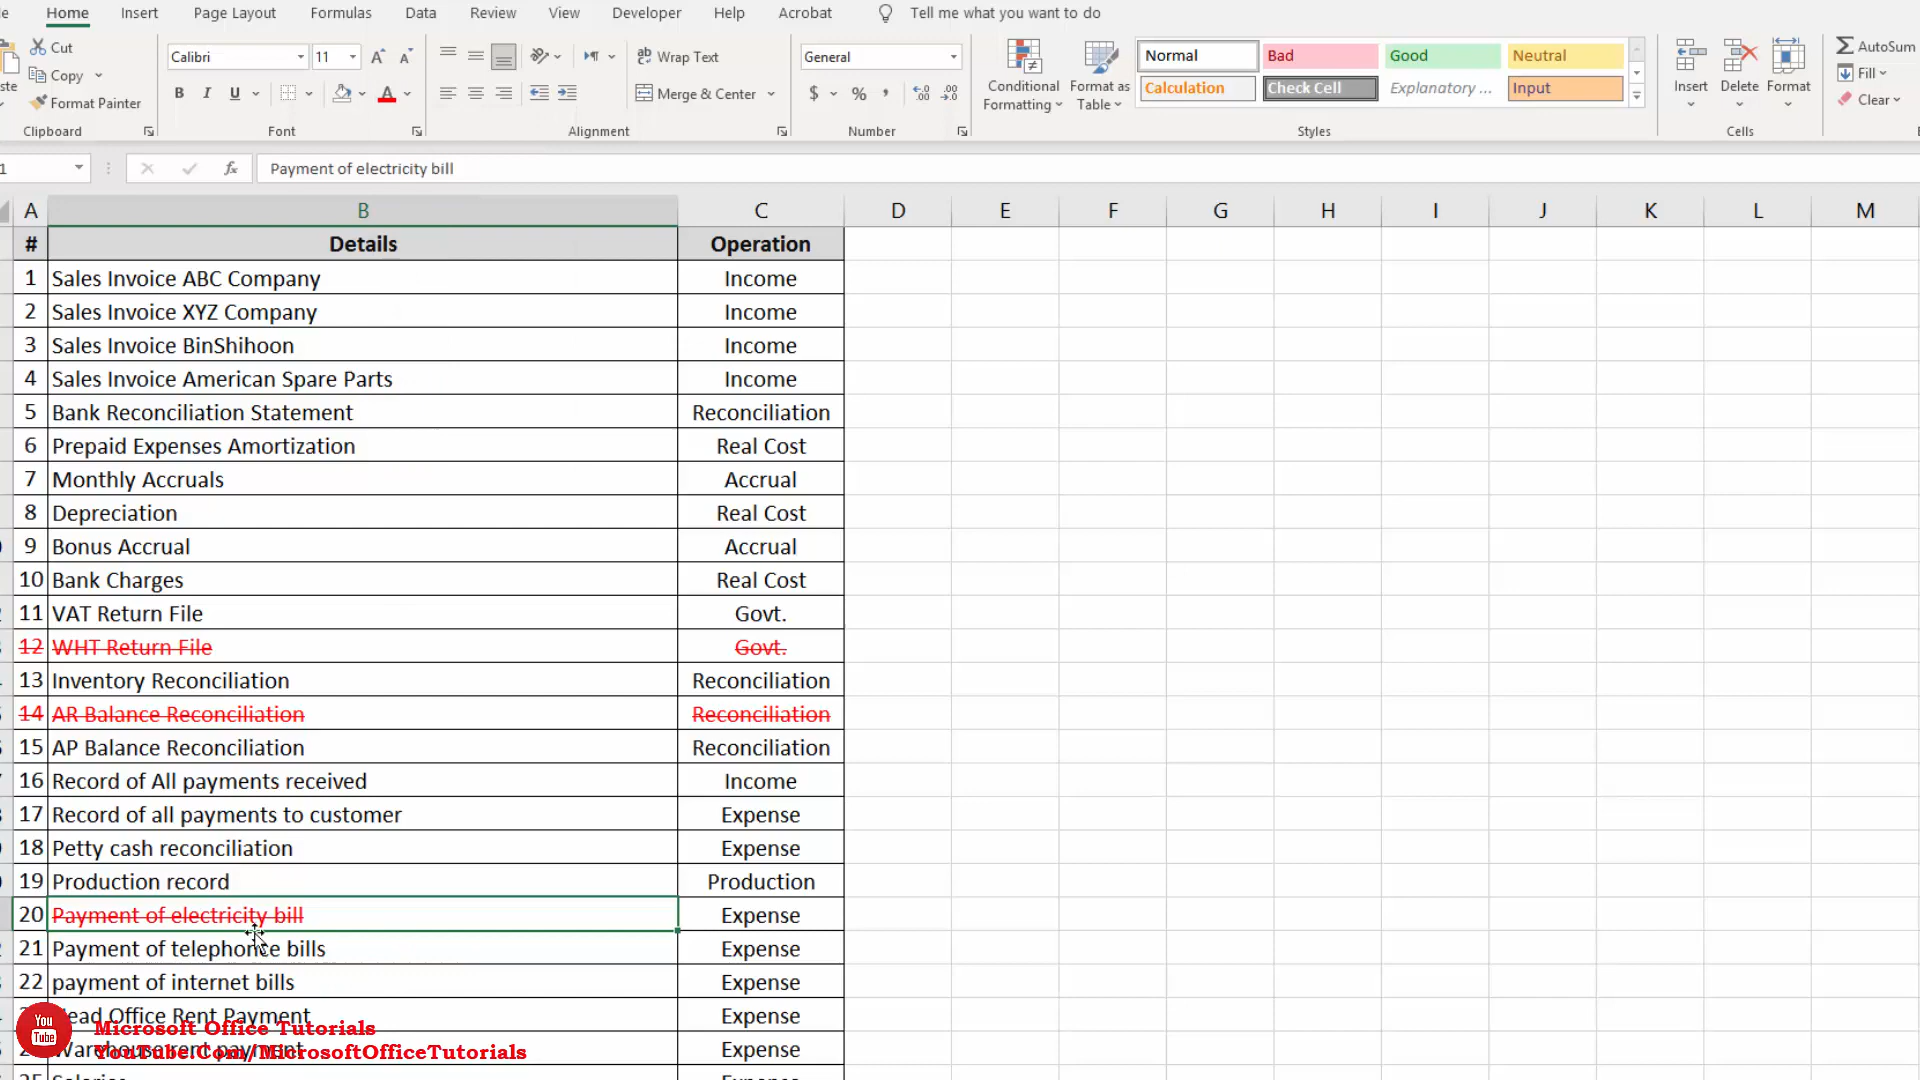 Home Insert Page Layout Formulas Data Review View Developer Help Acrobat Tell me what you want to do
Cut
Copy
Format Painter
Clipboard
Calibri 11
B I U
Font
Wrap Text
Merge & Center
Alignment
General
$ % ,
Number
Conditional Formatting
Format as Table
Normal Bad Good Neutral
Calculation Check Cell Explanatory ... Input
Styles
Insert Delete Format
Cells
AutoSum
Fill
Clear
1 fx Payment of electricity bill
A B C D E F G H I J K L M
# Details Operation
1 Sales Invoice ABC Company Income
2 Sales Invoice XYZ Company Income
3 Sales Invoice BinShihoon Income
4 Sales Invoice American Spare Parts Income
5 Bank Reconciliation Statement Reconciliation
6 Prepaid Expenses Amortization Real Cost
7 Monthly Accruals Accrual
8 Depreciation Real Cost
9 Bonus Accrual Accrual
10 Bank Charges Real Cost
11 VAT Return File Govt.
12 WHT Return File Govt.
13 Inventory Reconciliation Reconciliation
14 AR Balance Reconciliation Reconciliation
15 AP Balance Reconciliation Reconciliation
16 Record of All payments received Income
17 Record of all payments to customer Expense
18 Petty cash reconciliation Expense
19 Production record Production
20 Payment of electricity bill Expense
21 Payment of telephonce bills Expense
22 payment of internet bills Expense
Office Rent Payment Expense
Warehouse rent payment Expense
You Tube
Microsoft Office Tutorials
YouTube.Com/MicrosoftOfficeTutorials